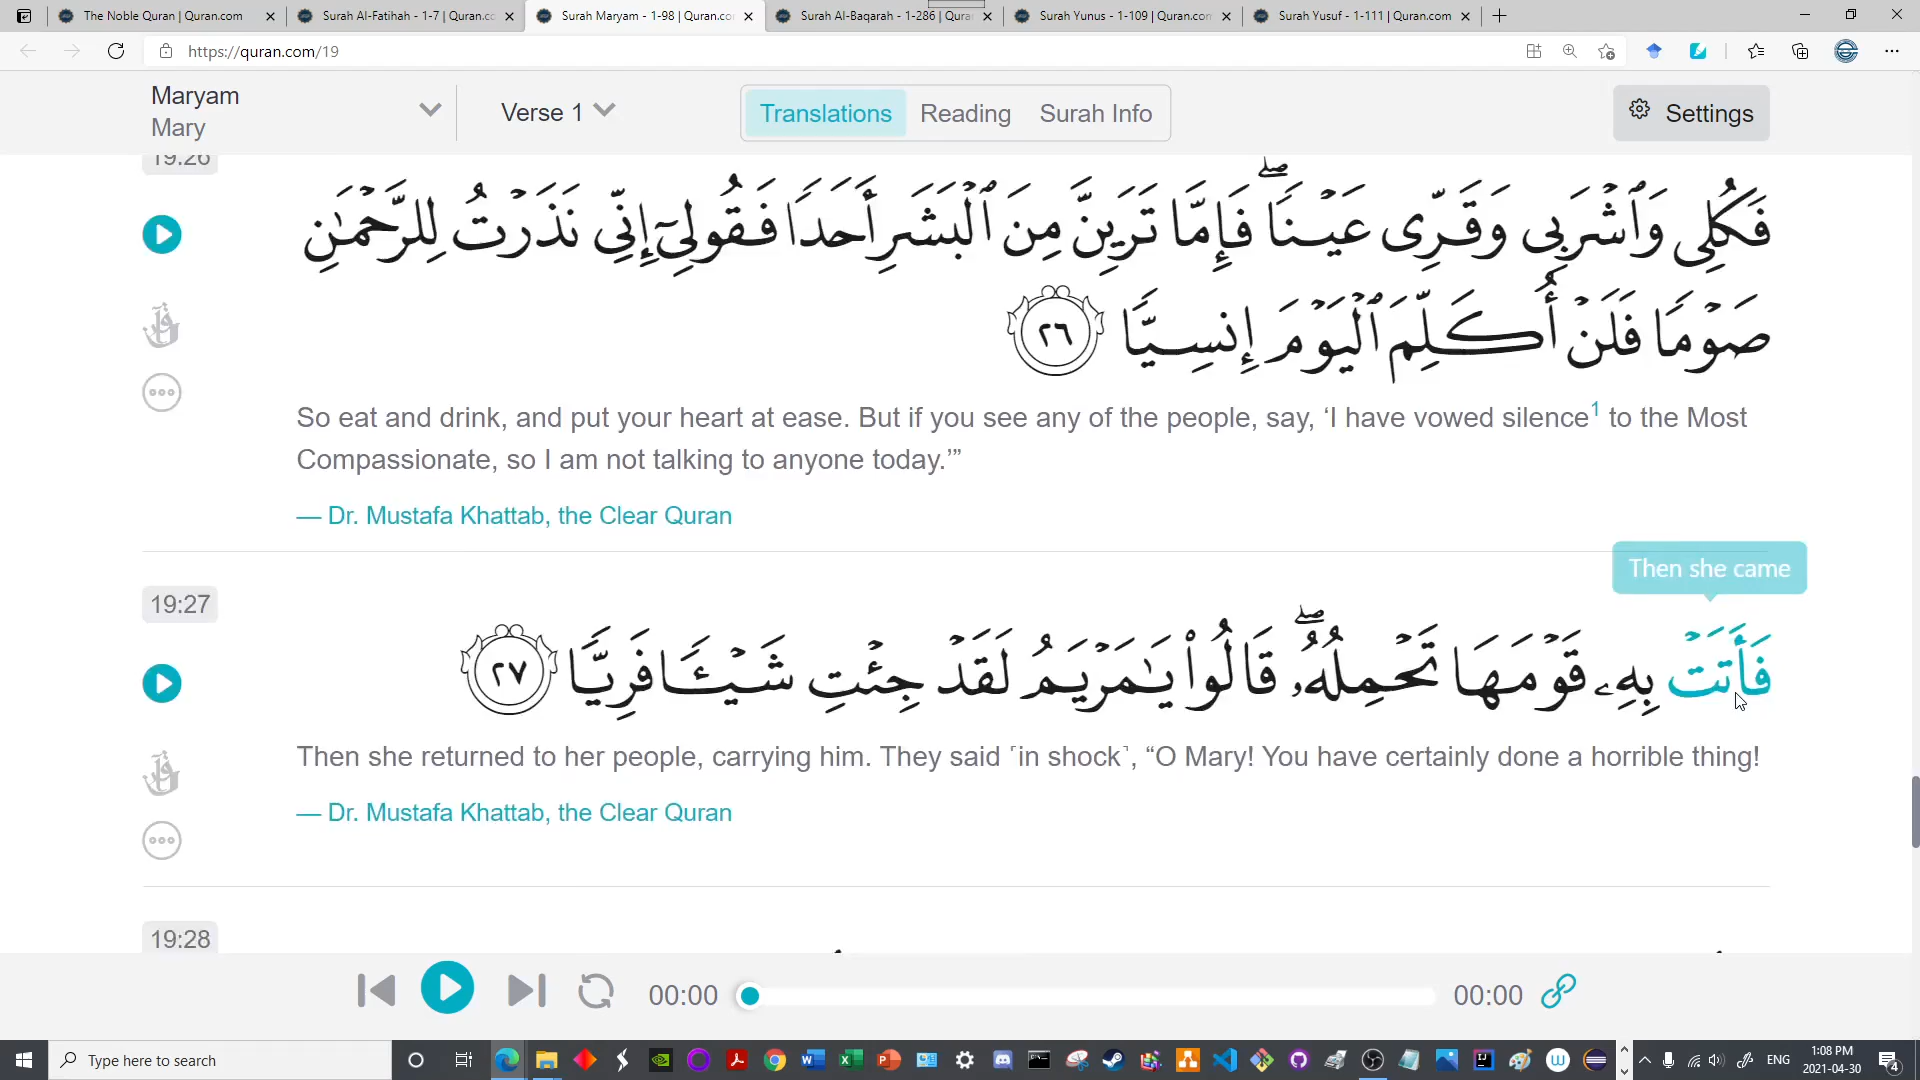 The Noble Quran | Quran.com
Surah Al-Fatihah - 1-7 | Quran.co
Surah Maryam - 1-98 | Quran.co
Surah Al-Baqarah - 1-286 | Qura
Surah Yunus - 1-109 | Quran.com
Surah Yusuf - 1-111 | Quran.com
https://quran.com/19
Maryam
Mary
Verse 1
Translations Reading Surah Info
Settings
19:26
فَكُلِى وَٱشْرَبِى وَقَرِّى عَيْنًا ۖ فَإِمَّا تَرَيِنَّ مِنَ ٱلْبَشَرِ أَحَدًا فَقُولِىٓ إِنِّى نَذَرْتُ لِلرَّحْمَـٰنِ
صَوْمًا فَلَنْ أُكَلِّمَ ٱلْيَوْمَ إِنسِيًّا ٢٦
So eat and drink, and put your heart at ease. But if you see any of the people, say, ‘I have vowed silence1 to the Most
Compassionate, so I am not talking to anyone today.’”
— Dr. Mustafa Khattab, the Clear Quran
Then she came
19:27
فَأَتَتْ بِهِۦ قَوْمَهَا تَحْمِلُهُۥ ۖ قَالُوا۟ يَـٰمَرْيَمُ لَقَدْ جِئْتِ شَيْـًٔا فَرِيًّا ٢٧
Then she returned to her people, carrying him. They said ˹in shock˺, “O Mary! You have certainly done a horrible thing!
— Dr. Mustafa Khattab, the Clear Quran
19:28
00:00 00:00
Type here to search
ENG
1:08 PM
2021-04-30
4